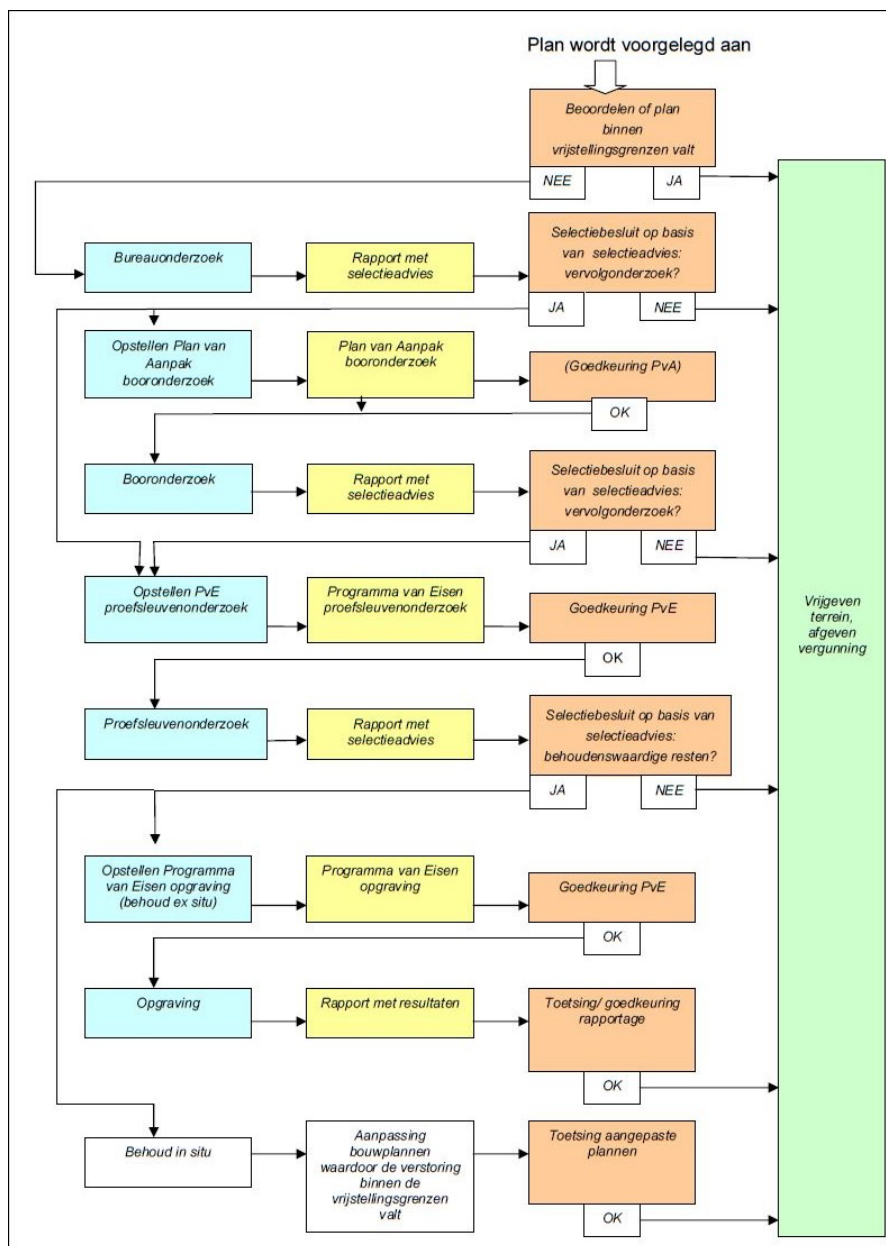 Plan wordt voorgelegd aan
Beoordelen of plan
binnen
vrijstellingsgrenzen valt
NEE
JA
Bureauonderzoek
Rapport met
selectieadvies
Selectiebesluit op basis
van selectieadvies:
vervolgonderzoek?
JA
NEE
Opstellen Plan van
Aanpak
booronderzoek
Plan van Aanpak
booronderzoek
(Goedkeuring PvA)
OK
Booronderzoek
Rapport met
selectieadvies
Selectiebesluit op basis
van selectieadvies:
vervolgonderzoek?
JA
NEE
Opstellen PvE
proefsleuvenonderzoek
Programma van Eisen
proefsleuvenonderzoek
Goedkeuring PvE
OK
Vrijgeven
terrein,
afgeven
vergunning
Proefsleuvenonderzoek
Rapport met
selectieadvies
Selectiebesluit op basis van
selectieadvies:
behoudenswaardige resten?
JA
NEE
Opstellen Programma
van Eisen opgraving
(behoud ex situ)
Programma van Eisen
opgraving
Goedkeuring PvE
OK
Opgraving
Rapport met resultaten
Toetsing/ goedkeuring
rapportage
OK
Behoud in situ
Aanpassing
bouwplannen
waardoor de verstoring
binnen de
vrijstellingsgrenzen
valt
Toetsing aangepaste
plannen
OK